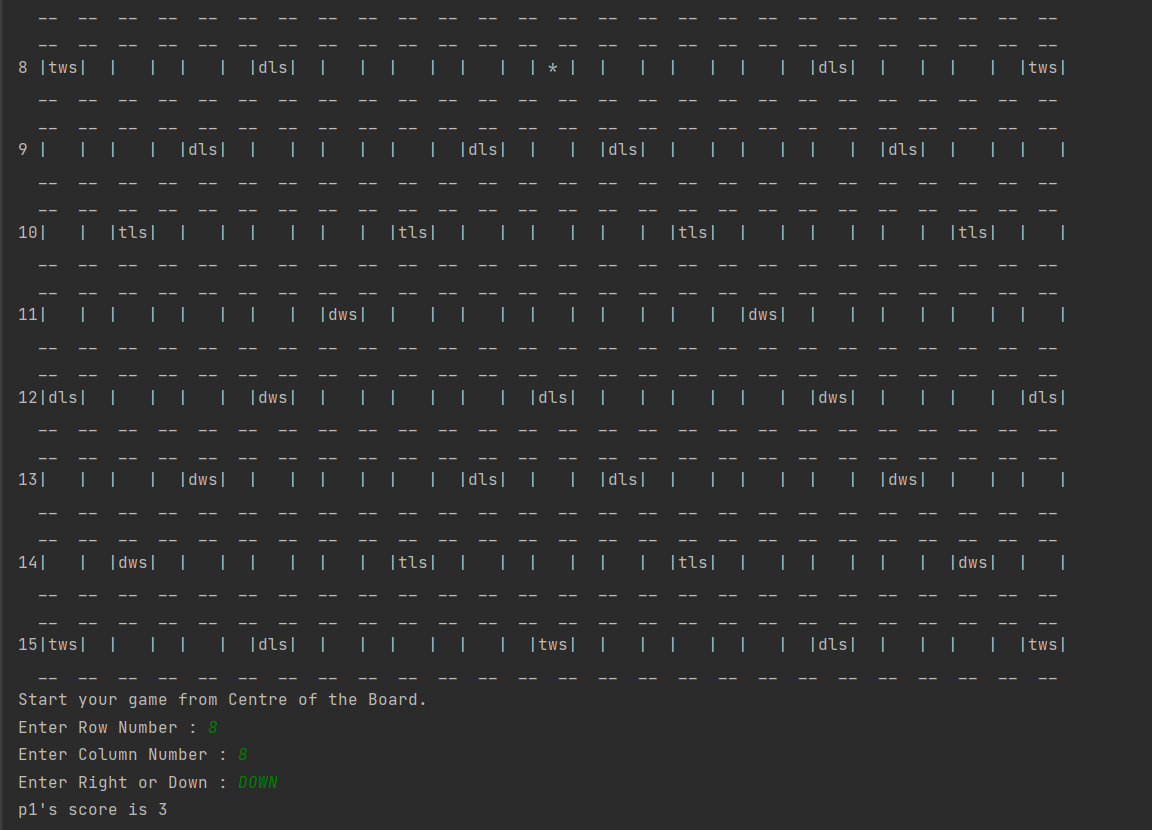 -- -- -- -- -- -- -- -- -- -- -- -- -- -- -- -- -- -- -- -- -- -- -- -- -- --
-- -- -- -- -- -- -- -- -- -- -- -- -- -- -- -- -- -- -- -- -- -- -- -- -- --
8 |tws| | | | | |dls| | | | | | | | * | | | | | | | |dls| | | | | |tws|
-- -- -- -- -- -- -- -- -- -- -- -- -- -- -- -- -- -- -- -- -- -- -- -- -- --
-- -- -- -- -- -- -- -- -- -- -- -- -- -- -- -- -- -- -- -- -- -- -- -- -- --
9 | | | | |dls| | | | | | | |dls| | | |dls| | | | | | | |dls| | | | |
-- -- -- -- -- -- -- -- -- -- -- -- -- -- -- -- -- -- -- -- -- -- -- -- -- --
-- -- -- -- -- -- -- -- -- -- -- -- -- -- -- -- -- -- -- -- -- -- -- -- -- --
10| | |tls| | | | | | | |tls| | | | | | | |tls| | | | | | | |tls| | |
-- -- -- -- -- -- -- -- -- -- -- -- -- -- -- -- -- -- -- -- -- -- -- -- -- --
-- -- -- -- -- -- -- -- -- -- -- -- -- -- -- -- -- -- -- -- -- -- -- -- -- --
11| | | | | | | | |dws| | | | | | | | | | | |dws| | | | | | | | |
-- -- -- -- -- -- -- -- -- -- -- -- -- -- -- -- -- -- -- -- -- -- -- -- -- --
-- -- -- -- -- -- -- -- -- -- -- -- -- -- -- -- -- -- -- -- -- -- -- -- -- --
12|dls| | | | | |dws| | | | | | | |dls| | | | | | | |dws| | | | | |dls|
-- -- -- -- -- -- -- -- -- -- -- -- -- -- -- -- -- -- -- -- -- -- -- -- -- --
-- -- -- -- -- -- -- -- -- -- -- -- -- -- -- -- -- -- -- -- -- -- -- -- -- --
13| | | | |dws| | | | | | | |dls| | | |dls| | | | | | | |dws| | | | |
-- -- -- -- -- -- -- -- -- -- -- -- -- -- -- -- -- -- -- -- -- -- -- -- -- --
-- -- -- -- -- -- -- -- -- -- -- -- -- -- -- -- -- -- -- -- -- -- -- -- -- --
14| | |dws| | | | | | | |tls| | | | | | | |tls| | | | | | | |dws| | |
-- -- -- -- -- -- -- -- -- -- -- -- -- -- -- -- -- -- -- -- -- -- -- -- -- --
-- -- -- -- -- -- -- -- -- -- -- -- -- -- -- -- -- -- -- -- -- -- -- -- -- --
15|tws| | | | | |dls| | | | | | | |tws| | | | | | | |dls| | | | | |tws|
-- -- -- -- -- -- -- -- -- -- -- -- -- -- -- -- -- -- -- -- -- -- -- -- -- --
Start your game from Centre of the Board.
Enter Row Number : 8
Enter Column Number : 8
Enter Right or Down : DOWN
p1's score is 3